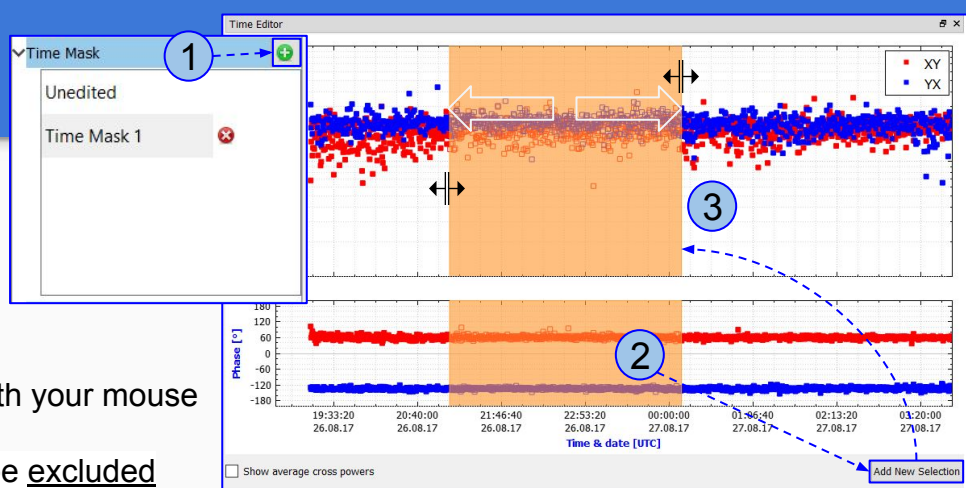 Time Mask
1
Unedited
Time Mask 1
Time Editor
XY
YX
3
180
120
60
0
-60
-120
-180
Phase [º]
2
19:33:20 20:40:00 21:46:40 22:53:20 00:00:00 01:06:40 02:13:20 03:20:00
26.08.17 26.08.17 26.08.17 26.08.17 27.08.17 27.08.17 27.08.17 27.08.17
Time & date [UTC]
Show average cross powers
Add New Selection
th your mouse
e excluded